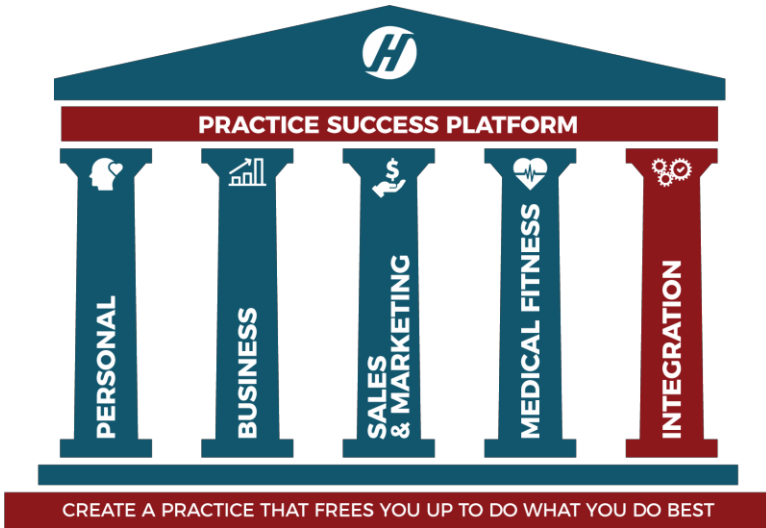 H
PRACTICE SUCCESS PLATFORM
PERSONAL
BUSINESS
SALES
& MARKETING
MEDICAL FITNESS
INTEGRATION
CREATE A PRACTICE THAT FREES YOU UP TO DO WHAT YOU DO BEST